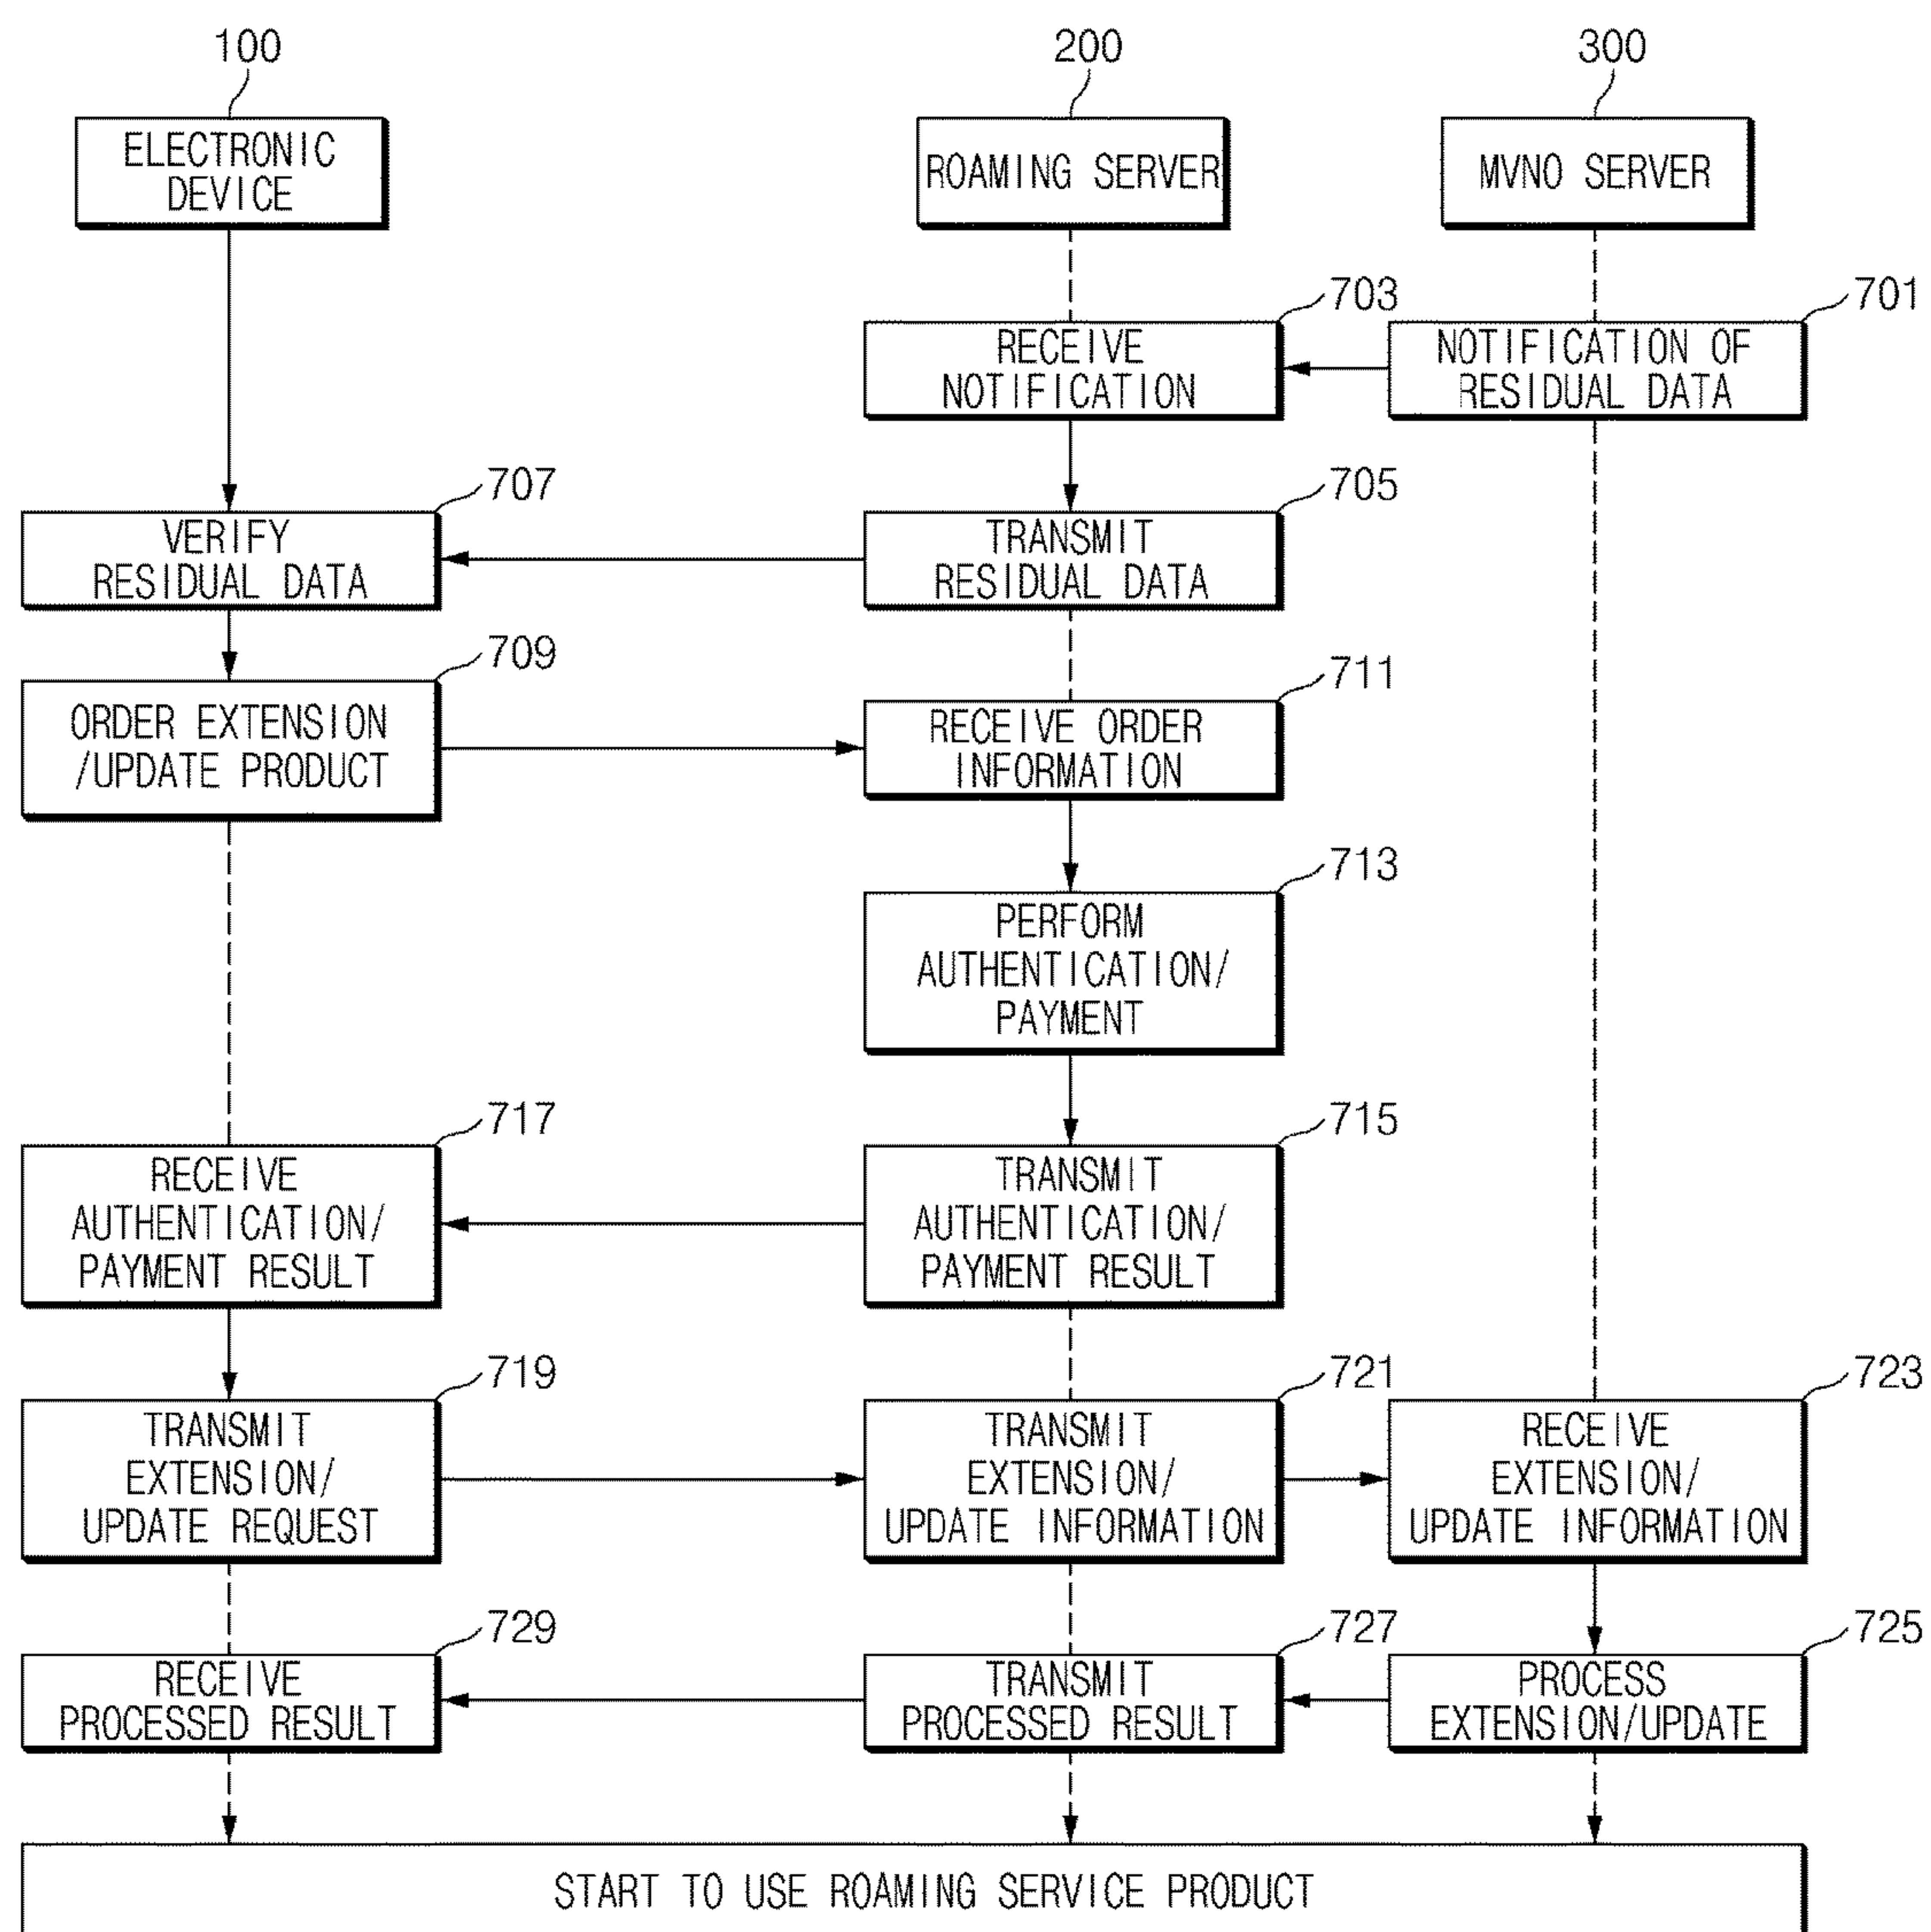 100
200
300
ELECTRONIC
DEVICE
ROAMING SERVER
MVNO SERVER
703
701
RECEIVE
NOTIFICATION
NOTIFICATION OF
RESIDUAL DATA
707
705
VERIFY
RESIDUAL DATA
TRANSMIT
RESIDUAL DATA
709
711
ORDER EXTENSION
/UPDATE PRODUCT
RECEIVE ORDER
INFORMATION
713
PERFORM
AUTHENTICATION/
PAYMENT
717
715
RECEIVE
AUTHENTICATION/
PAYMENT RESULT
TRANSMIT
AUTHENTICATION/
PAYMENT RESULT
719
721
723
TRANSMIT
EXTENSION/
UPDATE REQUEST
TRANSMIT
EXTENSION/
UPDATE INFORMATION
RECEIVE
EXTENSION/
UPDATE INFORMATION
729
727
725
RECEIVE
PROCESSED RESULT
TRANSMIT
PROCESSED RESULT
PROCESS
EXTENSION/UPDATE
START TO USE ROAMING SERVICE PRODUCT